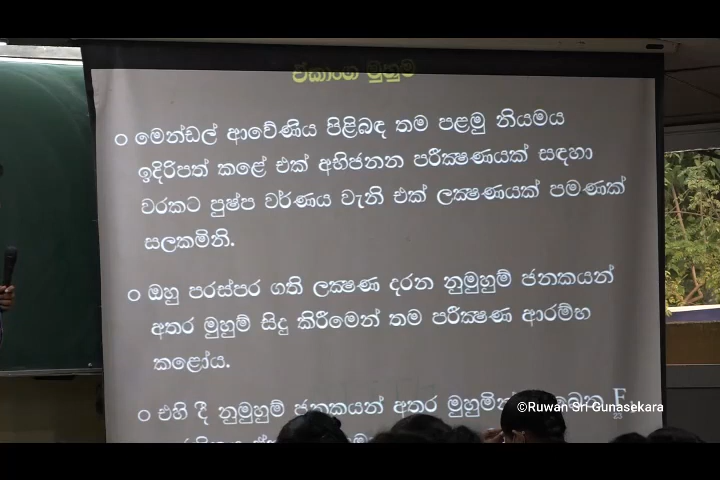 ඒකාංග මුහුම
o මෙන්ඩල් ආවේණිය පිළිබඳ තම පළමු නියමය
ඉදිරිපත් කළේ එක් අභිජනන පරීක්‍ෂණයක් සඳහා
වරකට පුෂ්ප වර්ණය වැනි එක් ලක්‍ෂණයක් පමණක්
සලකමිනි.
o ඔහු පරස්පර ගති ලක්‍ෂණ දරන නුමුහුම් ජනකයන්
අතර මුහුම් සිදු කිරීමෙන් තම පරීක්‍ෂණ ආරම්භ
කළෝය.
o එහි දී නුමුහුම් ජනකයන් අතර
©Ruwan Sri Gunasekara